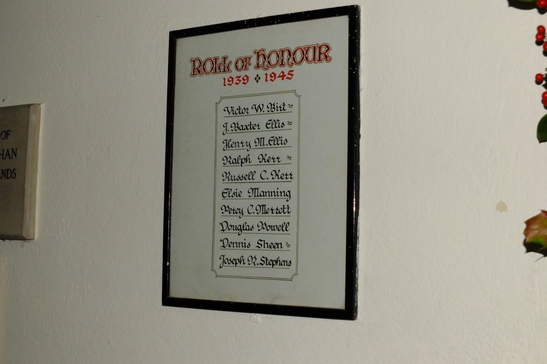 OF
HAN
NDS
Roll of Honour
1939 1945
Victor W. Birt
J. Baxter Ellis
Henry M. Ellis
Ralph Kerr
Russell C. Kerr
Elsie Manning
Percy C. Merrett
Douglas Powell
Dennis Sheen
Joseph R. Stephens